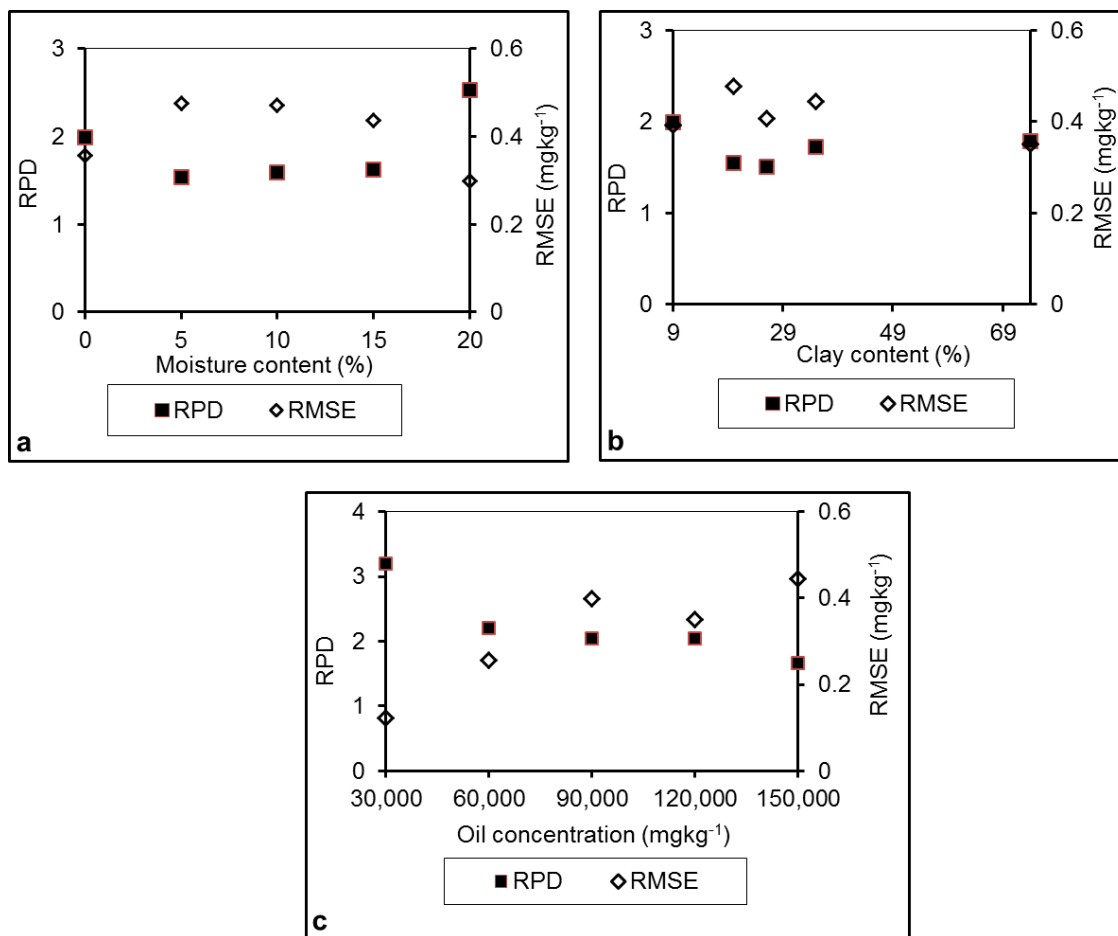 3
2
1
0
RPD
0.6
0.4
0.2
0
RMSE (mgkg⁻¹)
0 5 10 15 20
Moisture content (%)
RPD RMSE
a
3
2
1
0
RPD
0.6
0.4
0.2
0
RMSE (mgkg⁻¹)
9 29 49 69
Clay content (%)
RPD RMSE
b
4
3
2
1
0
RPD
0.6
0.4
0.2
0
RMSE (mgkg⁻¹)
30,000 60,000 90,000 120,000 150,000
Oil concentration (mgkg⁻¹)
RPD RMSE
c